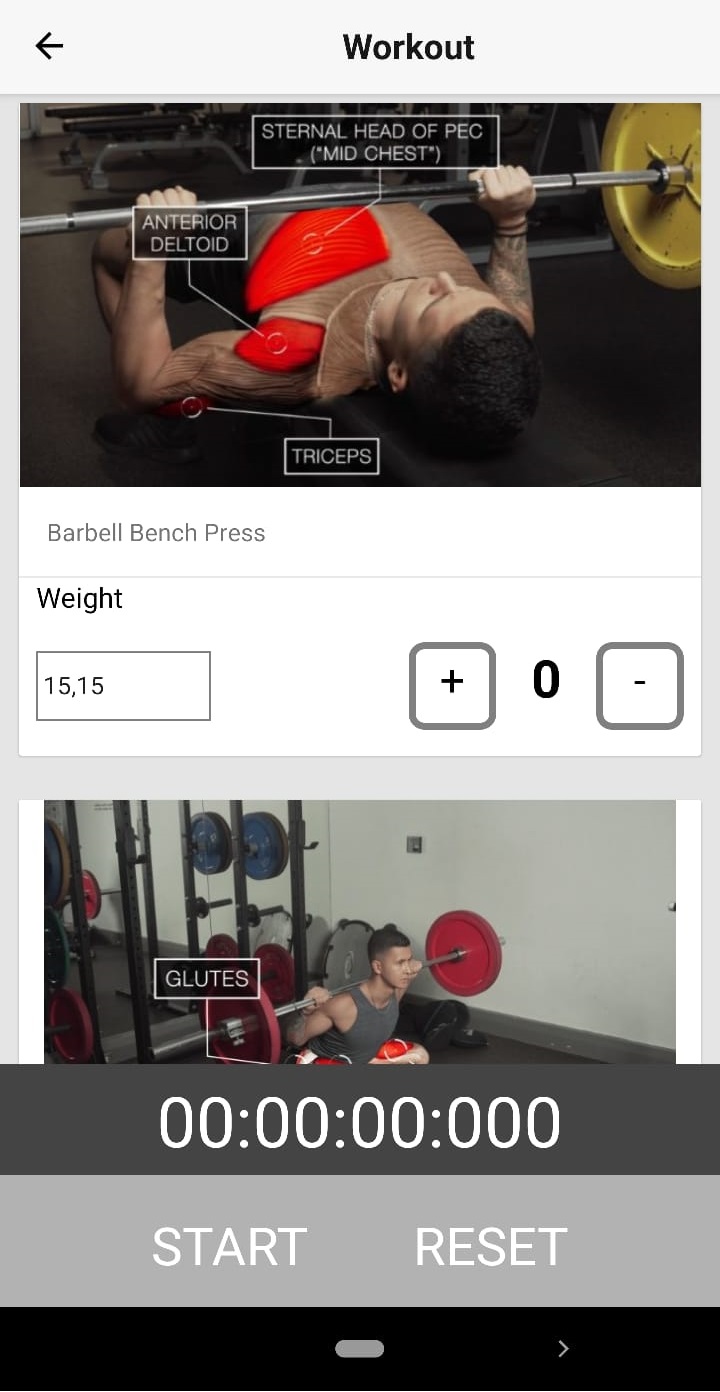 Workout
STERNAL HEAD OF PEC
("MID CHEST")
ANTERIOR
DELTOID
TRICEPS
Barbell Bench Press
Weight
15,15
+ 0 -
GLUTES
00:00:00:000
START RESET